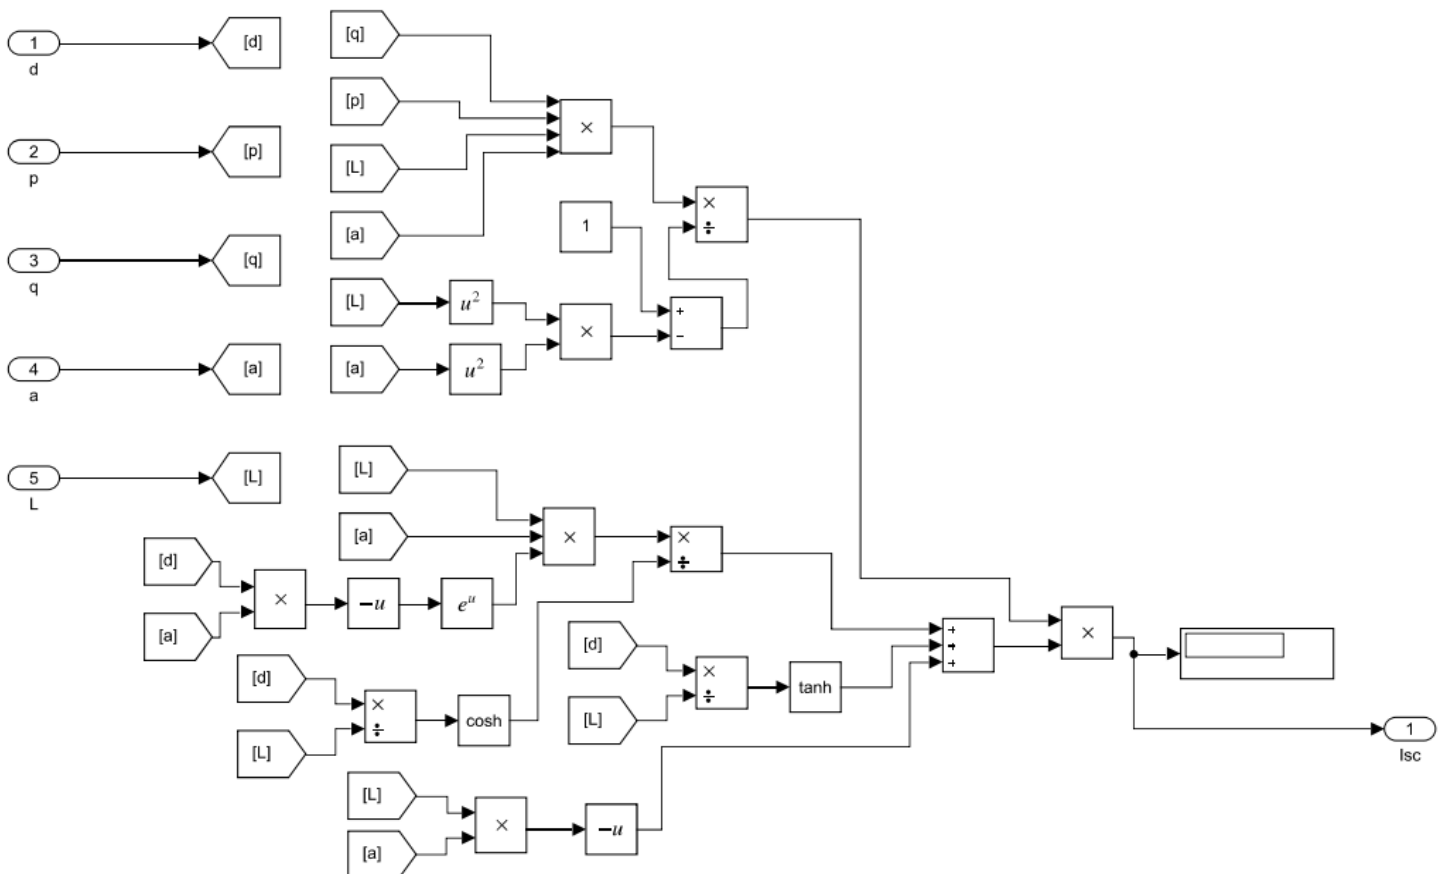 1
d
[d]
[q]
[p]
2
p
[p]
×
[L]
[a]
1
×
÷
3
q
[q]
[L]
u²
×
+
−
4
a
[a]
[a]
u²
5
L
[L]
[L]
[a]
×
×
÷
[d]
[a]
×
−u
eᵘ
[d]
[L]
×
÷
cosh
[d]
[L]
×
÷
tanh
+
+
+
×
[L]
[a]
×
−u
1
Isc